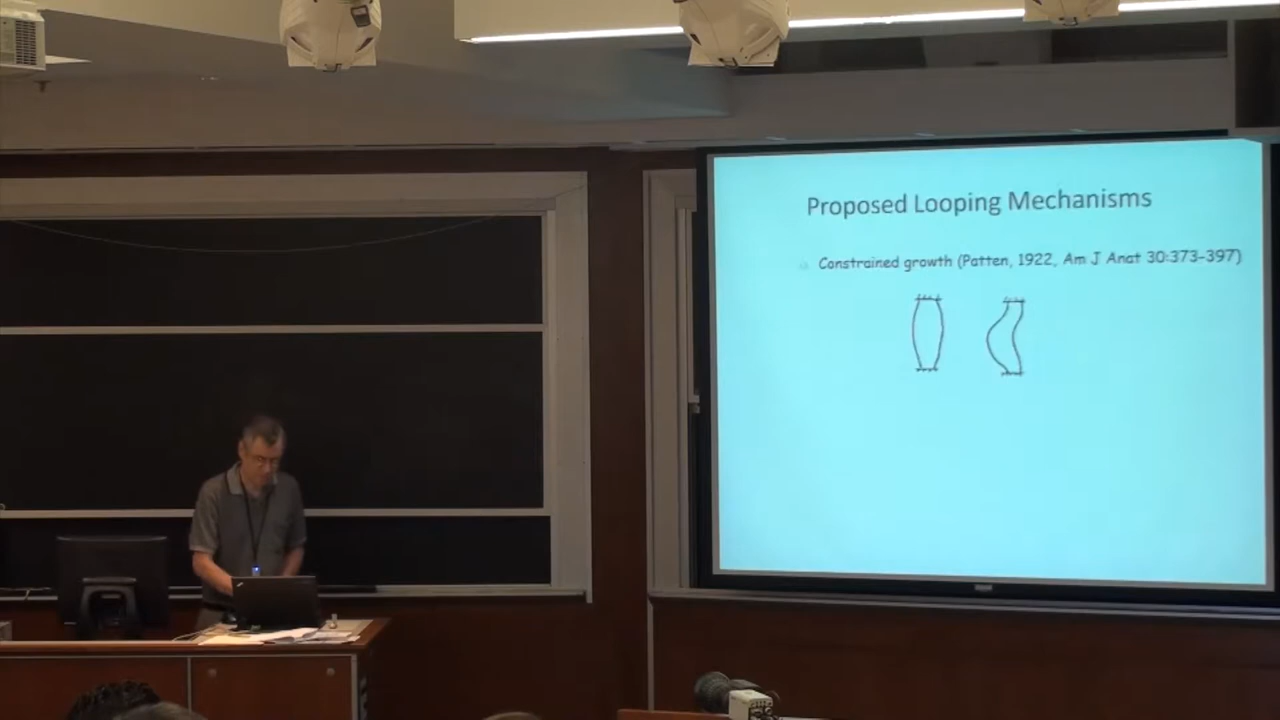 Proposed Looping Mechanisms
Constrained growth (Patten, 1922, Am J Anat 30:373-397)